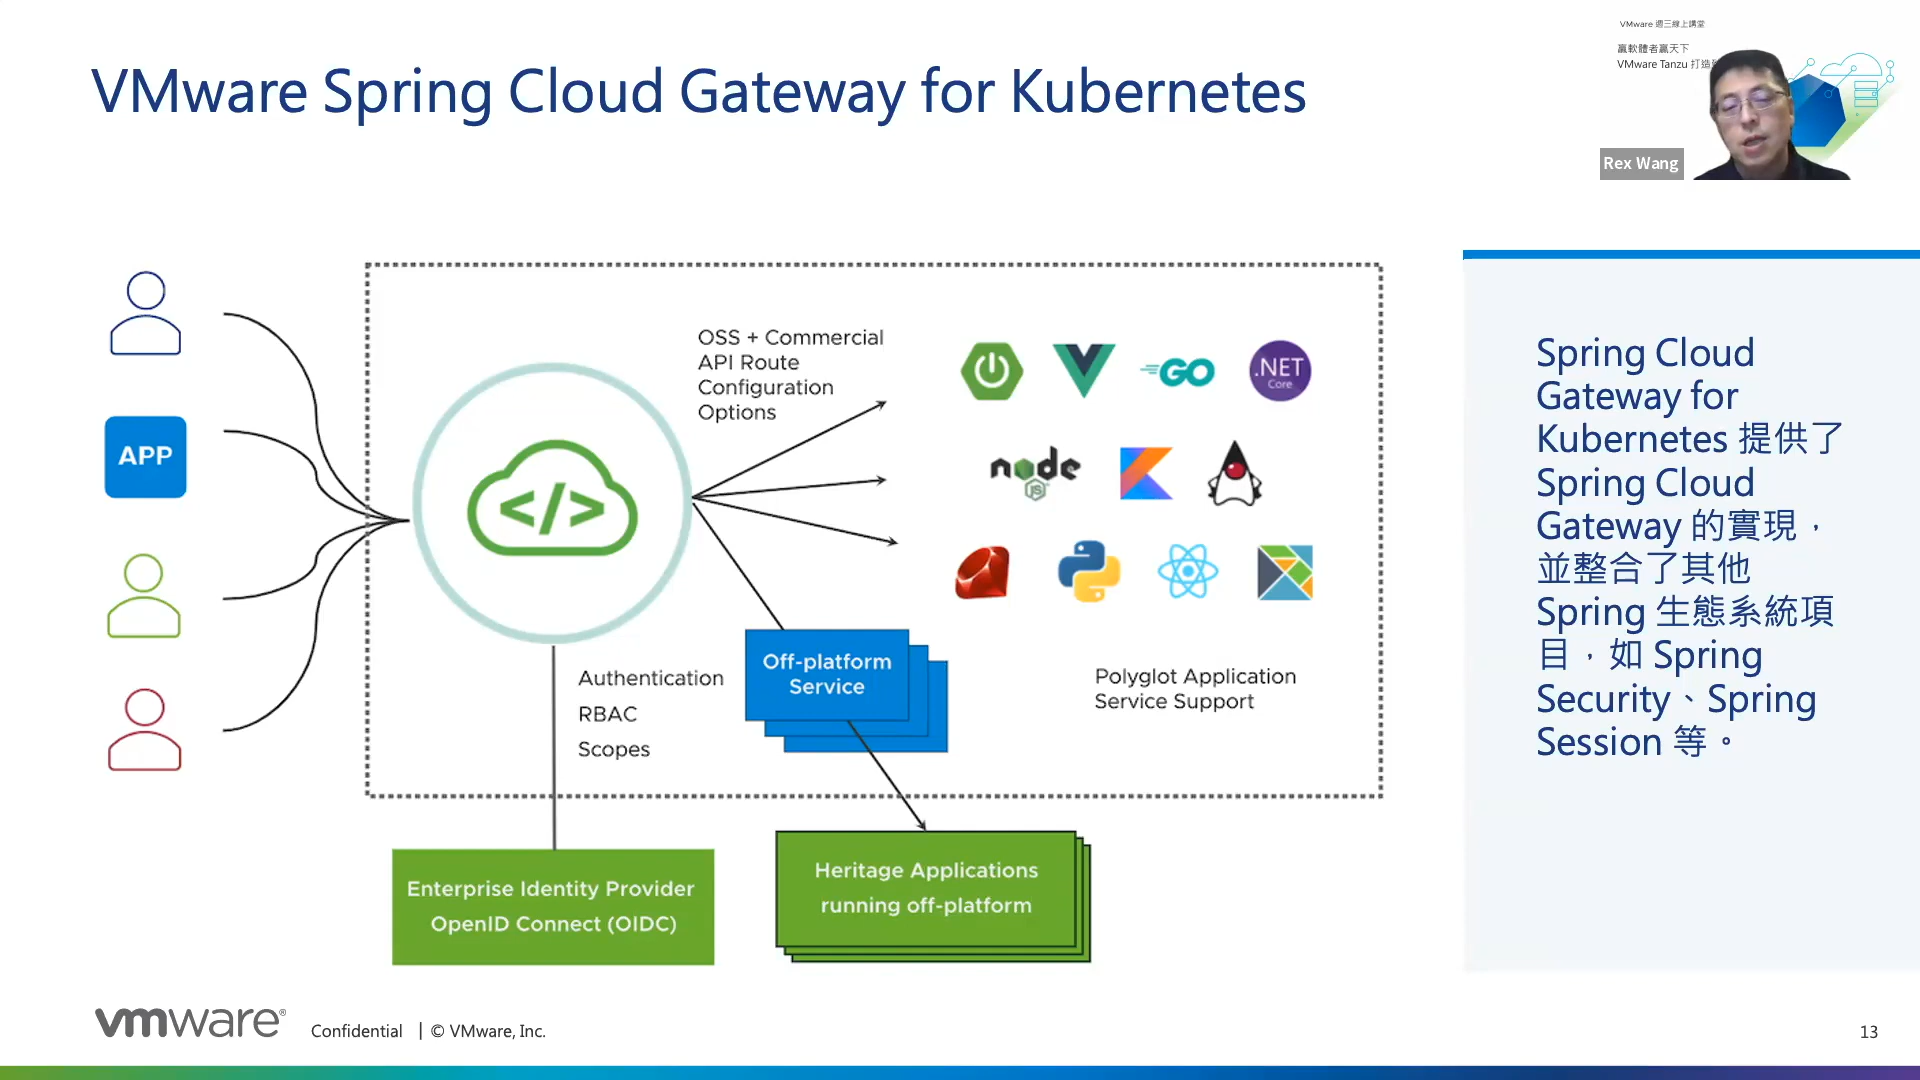 VMware Spring Cloud Gateway for Kubernetes
VMware 週三線上講堂
贏軟體者贏天下
VMware Tanzu 打造
Rex Wang
APP
OSS + Commercial
API Route
Configuration
Options
GO
.NET
Core
node
JS
Authentication
RBAC
Scopes
Off-platform
Service
Polyglot Application
Service Support
Enterprise Identity Provider
OpenID Connect (OIDC)
Heritage Applications
running off-platform
Spring Cloud
Gateway for
Kubernetes 提供了
Spring Cloud
Gateway 的實現，
並整合了其他
Spring 生態系統項
目，如 Spring
Security、Spring
Session 等。
vmware®
Confidential | © VMware, Inc.
13